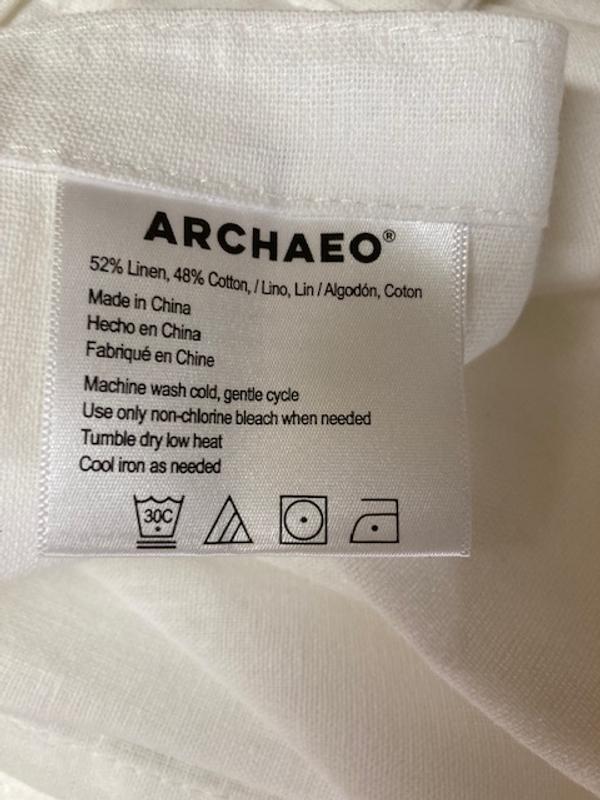 ARCHAEO®
52% Linen, 48% Cotton, / Lino, Lin / Algodón, Coton
Made in China
Hecho en China
Fabriqué en Chine
Machine wash cold, gentle cycle
Use only non-chlorine bleach when needed
Tumble dry low heat
Cool iron as needed
30C